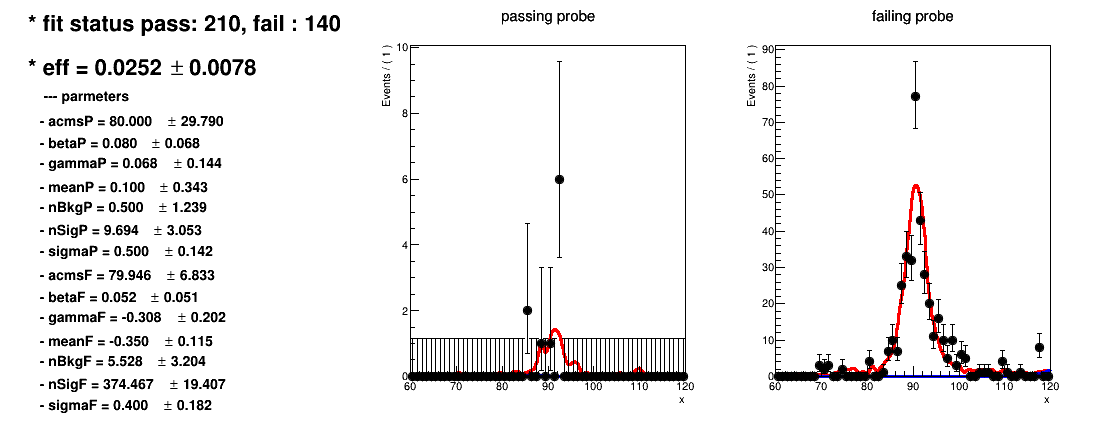 * fit status pass: 210, fail : 140
* eff = 0.0252 ± 0.0078
--- parmeters
- acmsP = 80.000 ± 29.790
- betaP = 0.080 ± 0.068
- gammaP = 0.068 ± 0.144
- meanP = 0.100 ± 0.343
- nBkgP = 0.500 ± 1.239
- nSigP = 9.694 ± 3.053
- sigmaP = 0.500 ± 0.142
- acmsF = 79.946 ± 6.833
- betaF = 0.052 ± 0.051
- gammaF = -0.308 ± 0.202
- meanF = -0.350 ± 0.115
- nBkgF = 5.528 ± 3.204
- nSigF = 374.467 ± 19.407
- sigmaF = 0.400 ± 0.182
passing probe
Events / ( 1 )
10
8
6
4
2
0
60 70 80 90 100 110 120
x
failing probe
Events / ( 1 )
90
80
70
60
50
40
30
20
10
0
60 70 80 90 100 110 120
x